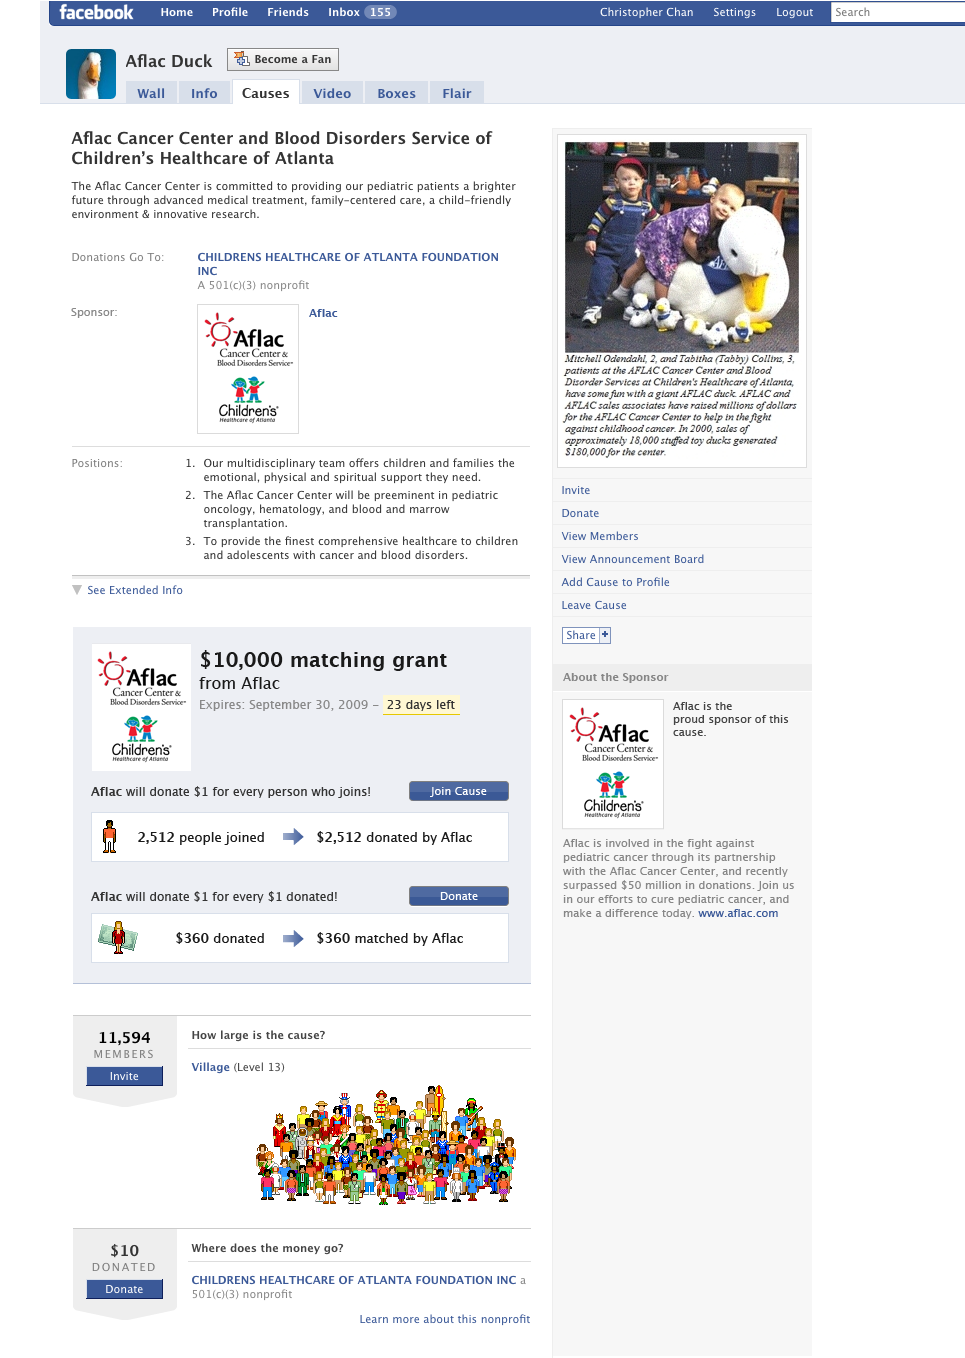 facebook Home Profile Friends Inbox 155 Christopher Chan Settings Logout Search
Aflac Duck Become a Fan
Wall Info Causes Video Boxes Flair
Aflac Cancer Center and Blood Disorders Service of
Children's Healthcare of Atlanta
The Aflac Cancer Center is committed to providing our pediatric patients a brighter
future through advanced medical treatment, family-centered care, a child-friendly
environment & innovative research.
Donations Go To: CHILDRENS HEALTHCARE OF ATLANTA FOUNDATION
INC
A 501(c)(3) nonprofit
Sponsor: Aflac
Aflac
Cancer Center &
Blood Disorders Service
Children's
Healthcare of Atlanta
Positions: 1. Our multidisciplinary team offers children and families the
emotional, physical and spiritual support they need.
2. The Aflac Cancer Center will be preeminent in pediatric
oncology, hematology, and blood and marrow
transplantation.
3. To provide the finest comprehensive healthcare to children
and adolescents with cancer and blood disorders.
See Extended Info
Aflac
Cancer Center &
Blood Disorders Service
Children's
Healthcare of Atlanta
$10,000 matching grant
from Aflac
Expires: September 30, 2009 – 23 days left
Aflac will donate $1 for every person who joins! Join Cause
2,512 people joined $2,512 donated by Aflac
Aflac will donate $1 for every $1 donated! Donate
$360 donated $360 matched by Aflac
11,594
MEMBERS
Invite
How large is the cause?
Village (Level 13)
$10
DONATED
Donate
Where does the money go?
CHILDRENS HEALTHCARE OF ATLANTA FOUNDATION INC a
501(c)(3) nonprofit
Learn more about this nonprofit
Mitchell Odendahl, 2, and Tabitha (Tabby) Collins, 3,
patients at the AFLAC Cancer Center and Blood
Disorder Services at Children's Healthcare of Atlanta,
have some fun with a giant AFLAC duck. AFLAC and
AFLAC sales associates have raised millions of dollars
for the AFLAC Cancer Center to help in the fight
against childhood cancer. In 2000, sales of
approximately 18,000 stuffed toy ducks generated
$180,000 for the center.
Invite
Donate
View Members
View Announcement Board
Add Cause to Profile
Leave Cause
Share +
About the Sponsor
Aflac
Cancer Center &
Blood Disorders Service
Children's
Healthcare of Atlanta
Aflac is the
proud sponsor of this
cause.
Aflac is involved in the fight against
pediatric cancer through its partnership
with the Aflac Cancer Center, and recently
surpassed $50 million in donations. Join us
in our efforts to cure pediatric cancer, and
make a difference today. www.aflac.com